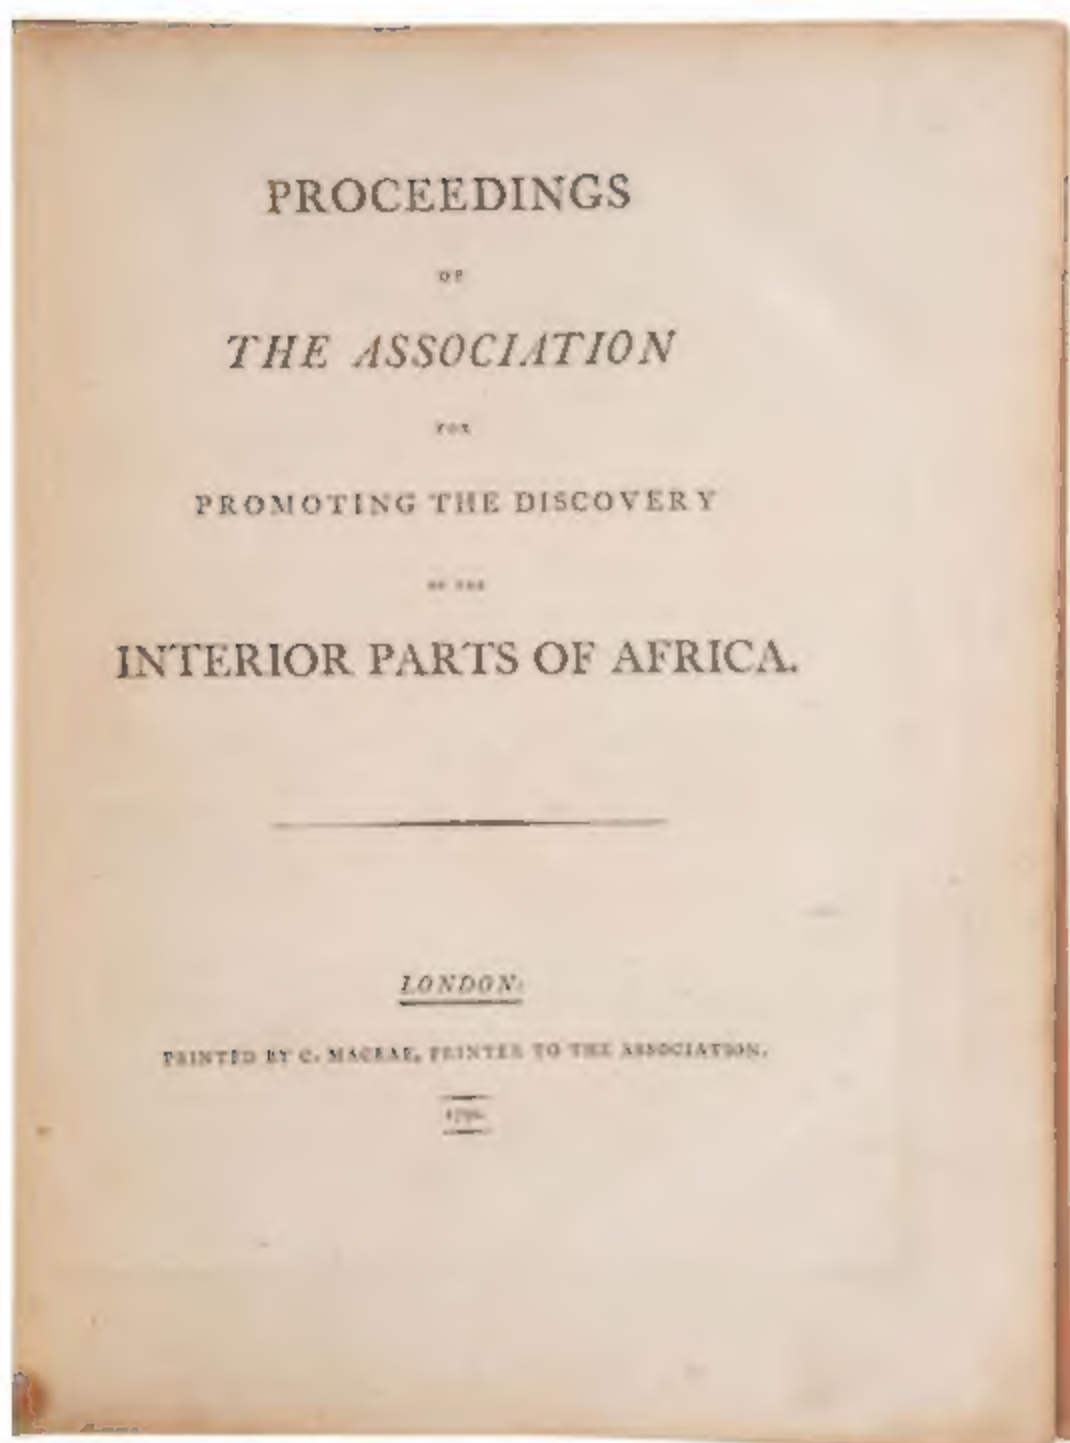 PROCEEDINGS
OF
THE ASSOCIATION
FOR
PROMOTING THE DISCOVERY
OF THE
INTERIOR PARTS OF AFRICA.
LONDON:
PRINTED BY C. MACRAE, PRINTER TO THE ASSOCIATION.
1790.